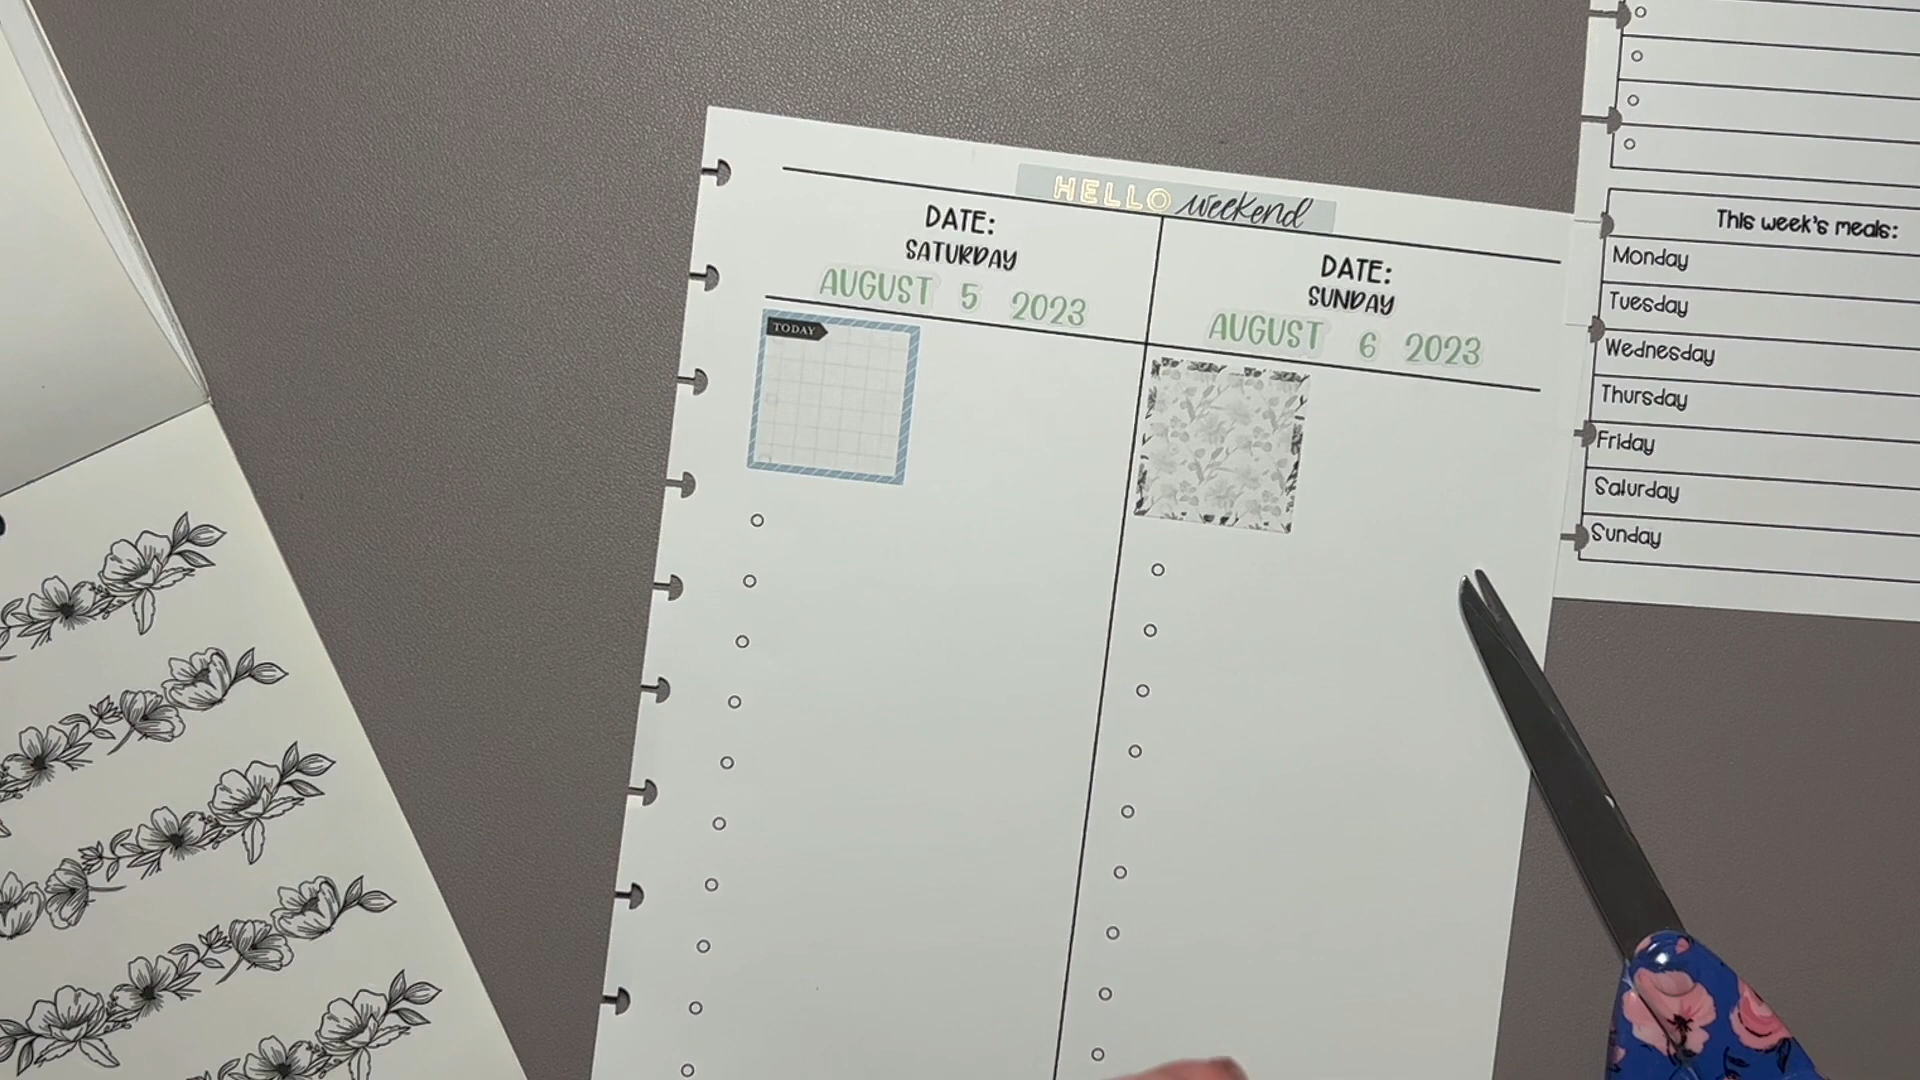 HELLO weekend
DATE:
SATURDAY
AUGUST 5 2023
TODAY
DATE:
SUNDAY
AUGUST 6 2023
This week's meals:
Monday
Tuesday
Wednesday
Thursday
Friday
Saturday
Sunday